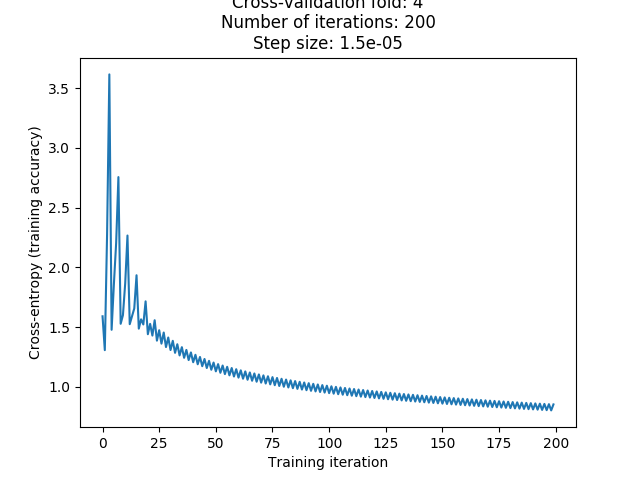 Cross-validation fold: 4
Number of iterations: 200
Step size: 1.5e-05
3.5
3.0
2.5
2.0
1.5
1.0
Cross-entropy (training accuracy)
0 25 50 75 100 125 150 175 200
Training iteration